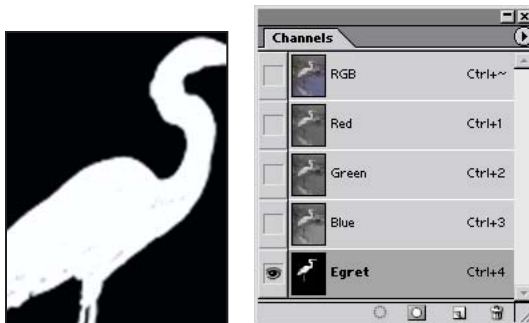 Channels
RGB Ctrl+~
Red Ctrl+1
Green Ctrl+2
Blue Ctrl+3
Egret Ctrl+4